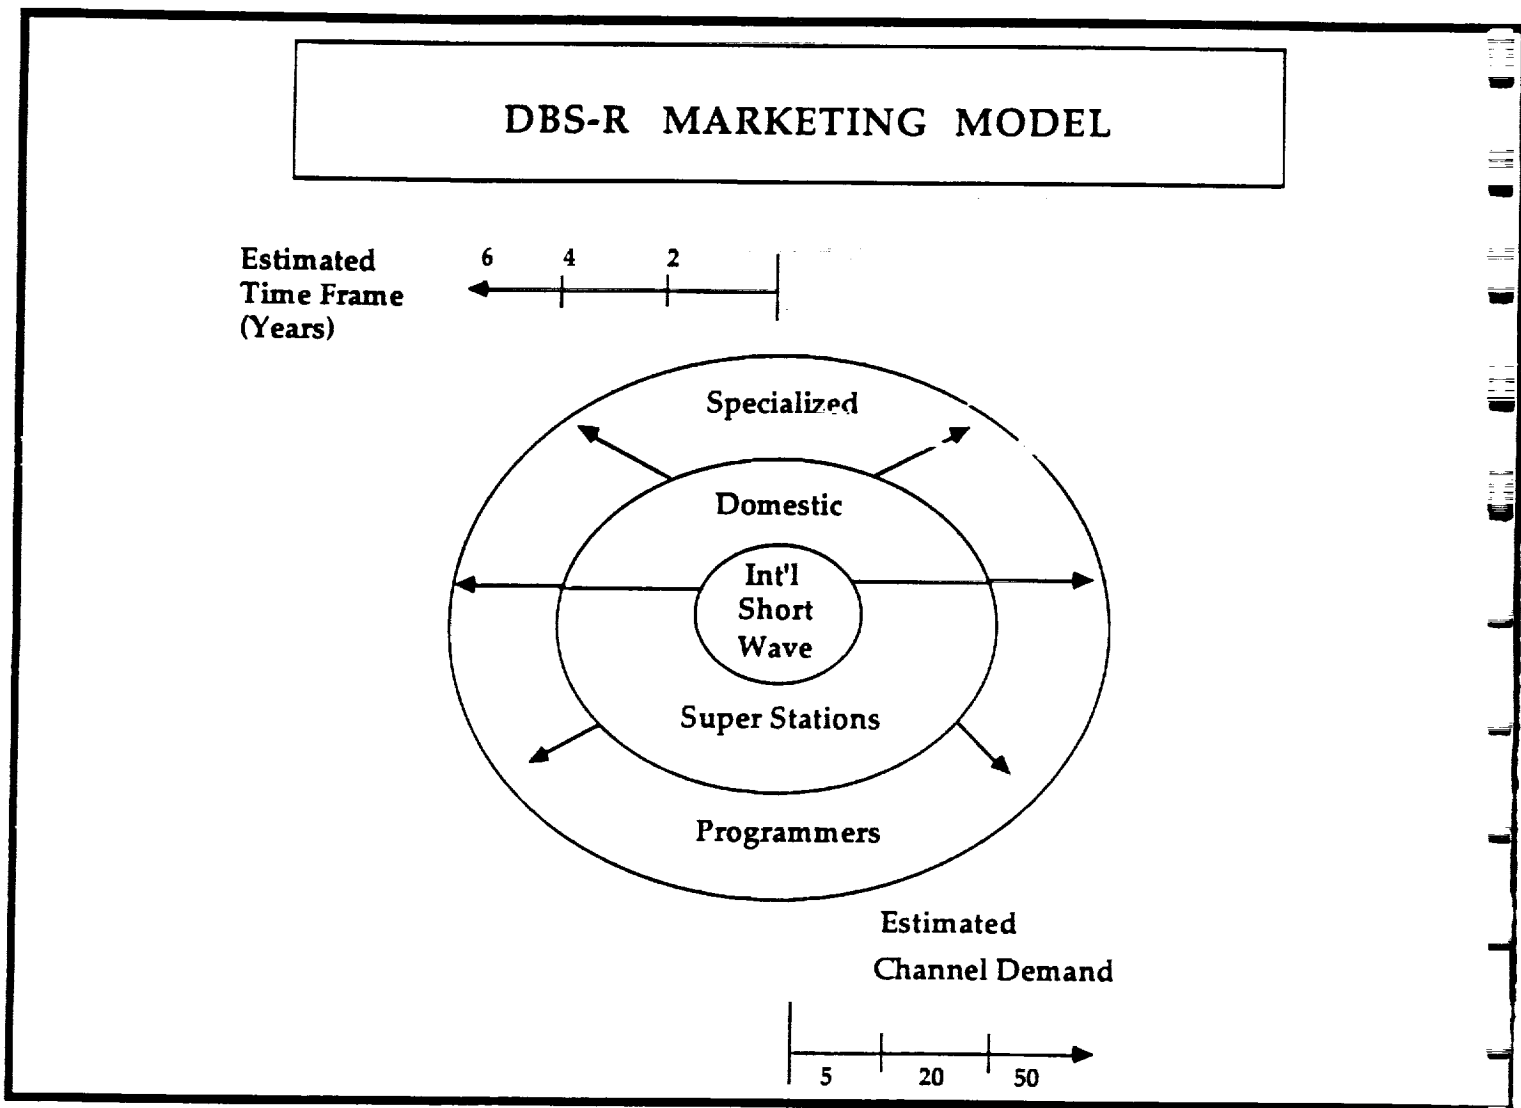 DBS-R MARKETING MODEL
Estimated
Time Frame
(Years)
6 4 2
Specialized
Domestic
Int'l
Short
Wave
Super Stations
Programmers
Estimated
Channel Demand
5 20 50